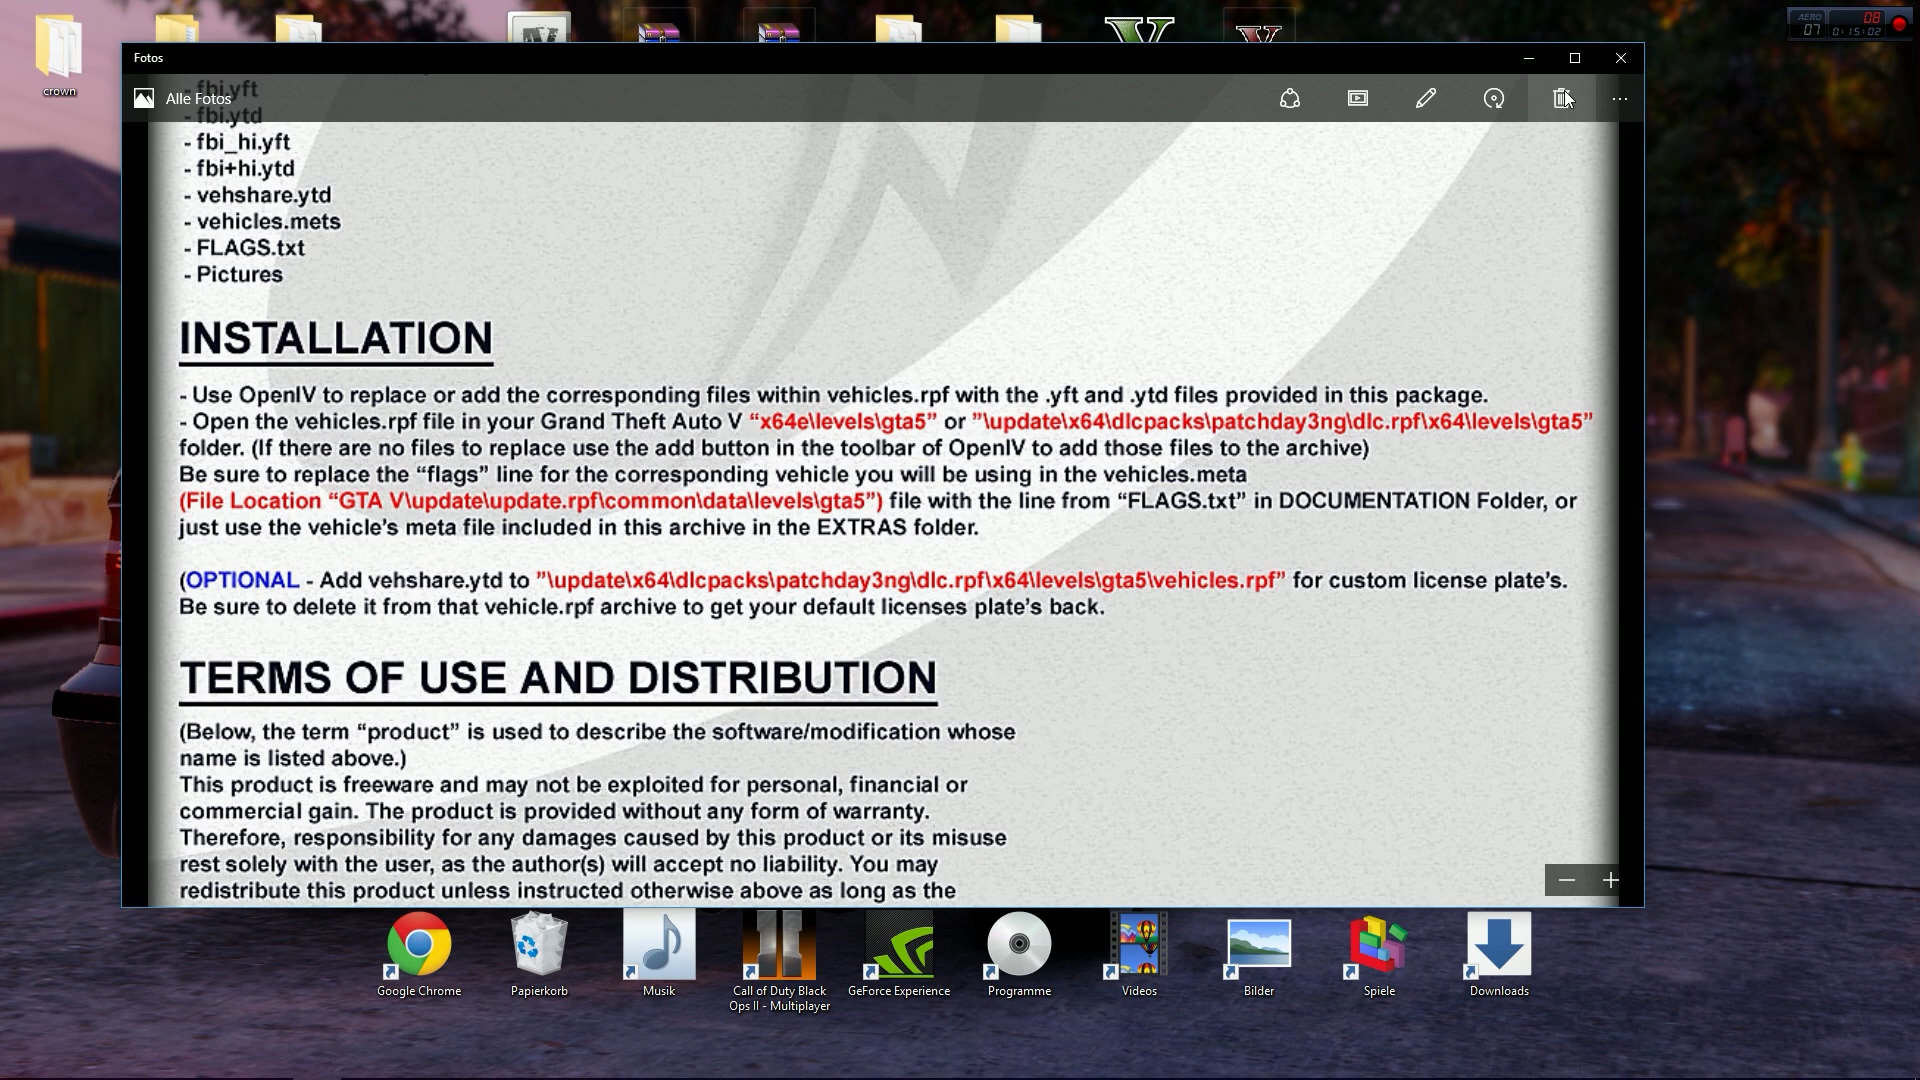 Fotos
Alle Fotos
- fbi.yft
- fbi.ytd
- fbi_hi.yft
- fbi+hi.ytd
- vehshare.ytd
- vehicles.mets
- FLAGS.txt
- Pictures
INSTALLATION
- Use OpenIV to replace or add the corresponding files within vehicles.rpf with the .yft and .ytd files provided in this package.
- Open the vehicles.rpf file in your Grand Theft Auto V “x64e\levels\gta5” or ”\update\x64\dlcpacks\patchday3ng\dlc.rpf\x64\levels\gta5”
folder. (If there are no files to replace use the add button in the toolbar of OpenIV to add those files to the archive)
Be sure to replace the “flags” line for the corresponding vehicle you will be using in the vehicles.meta
(File Location “GTA V\update\update.rpf\common\data\levels\gta5”) file with the line from “FLAGS.txt” in DOCUMENTATION Folder, or
just use the vehicle’s meta file included in this archive in the EXTRAS folder.
(OPTIONAL - Add vehshare.ytd to ”\update\x64\dlcpacks\patchday3ng\dlc.rpf\x64\levels\gta5\vehicles.rpf” for custom license plate’s.
Be sure to delete it from that vehicle.rpf archive to get your default licenses plate’s back.
TERMS OF USE AND DISTRIBUTION
(Below, the term “product” is used to describe the software/modification whose
name is listed above.)
This product is freeware and may not be exploited for personal, financial or
commercial gain. The product is provided without any form of warranty.
Therefore, responsibility for any damages caused by this product or its misuse
rest solely with the user, as the author(s) will accept no liability. You may
redistribute this product unless instructed otherwise above as long as the
crown
AERO
07
08
0:15:02
Google Chrome
Papierkorb
Musik
Call of Duty Black
Ops II - Multiplayer
GeForce Experience
Programme
Videos
Bilder
Spiele
Downloads